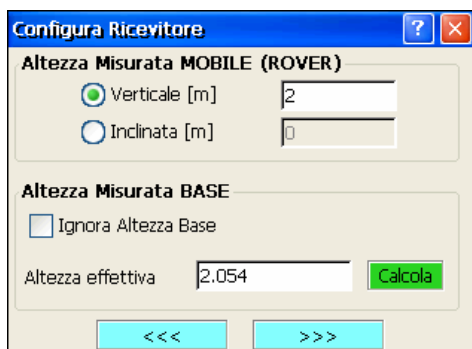 Configura Ricevitore ? X
Altezza Misurata MOBILE (ROVER)
Verticale [m] 2
Inclinata [m] 0
Altezza Misurata BASE
Ignora Altezza Base
Altezza effettiva 2.054 Calcola
<<< >>>